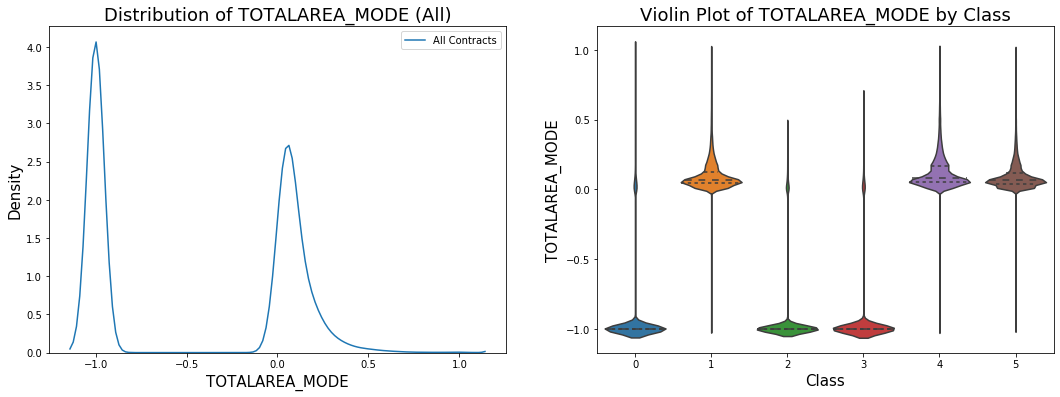 Distribution of TOTALAREA_MODE (All)
All Contracts
Density
4.0
3.5
3.0
2.5
2.0
1.5
1.0
0.5
0.0
−1.0 −0.5 0.0 0.5 1.0
TOTALAREA_MODE
Violin Plot of TOTALAREA_MODE by Class
TOTALAREA_MODE
1.0
0.5
0.0
−0.5
−1.0
0 1 2 3 4 5
Class